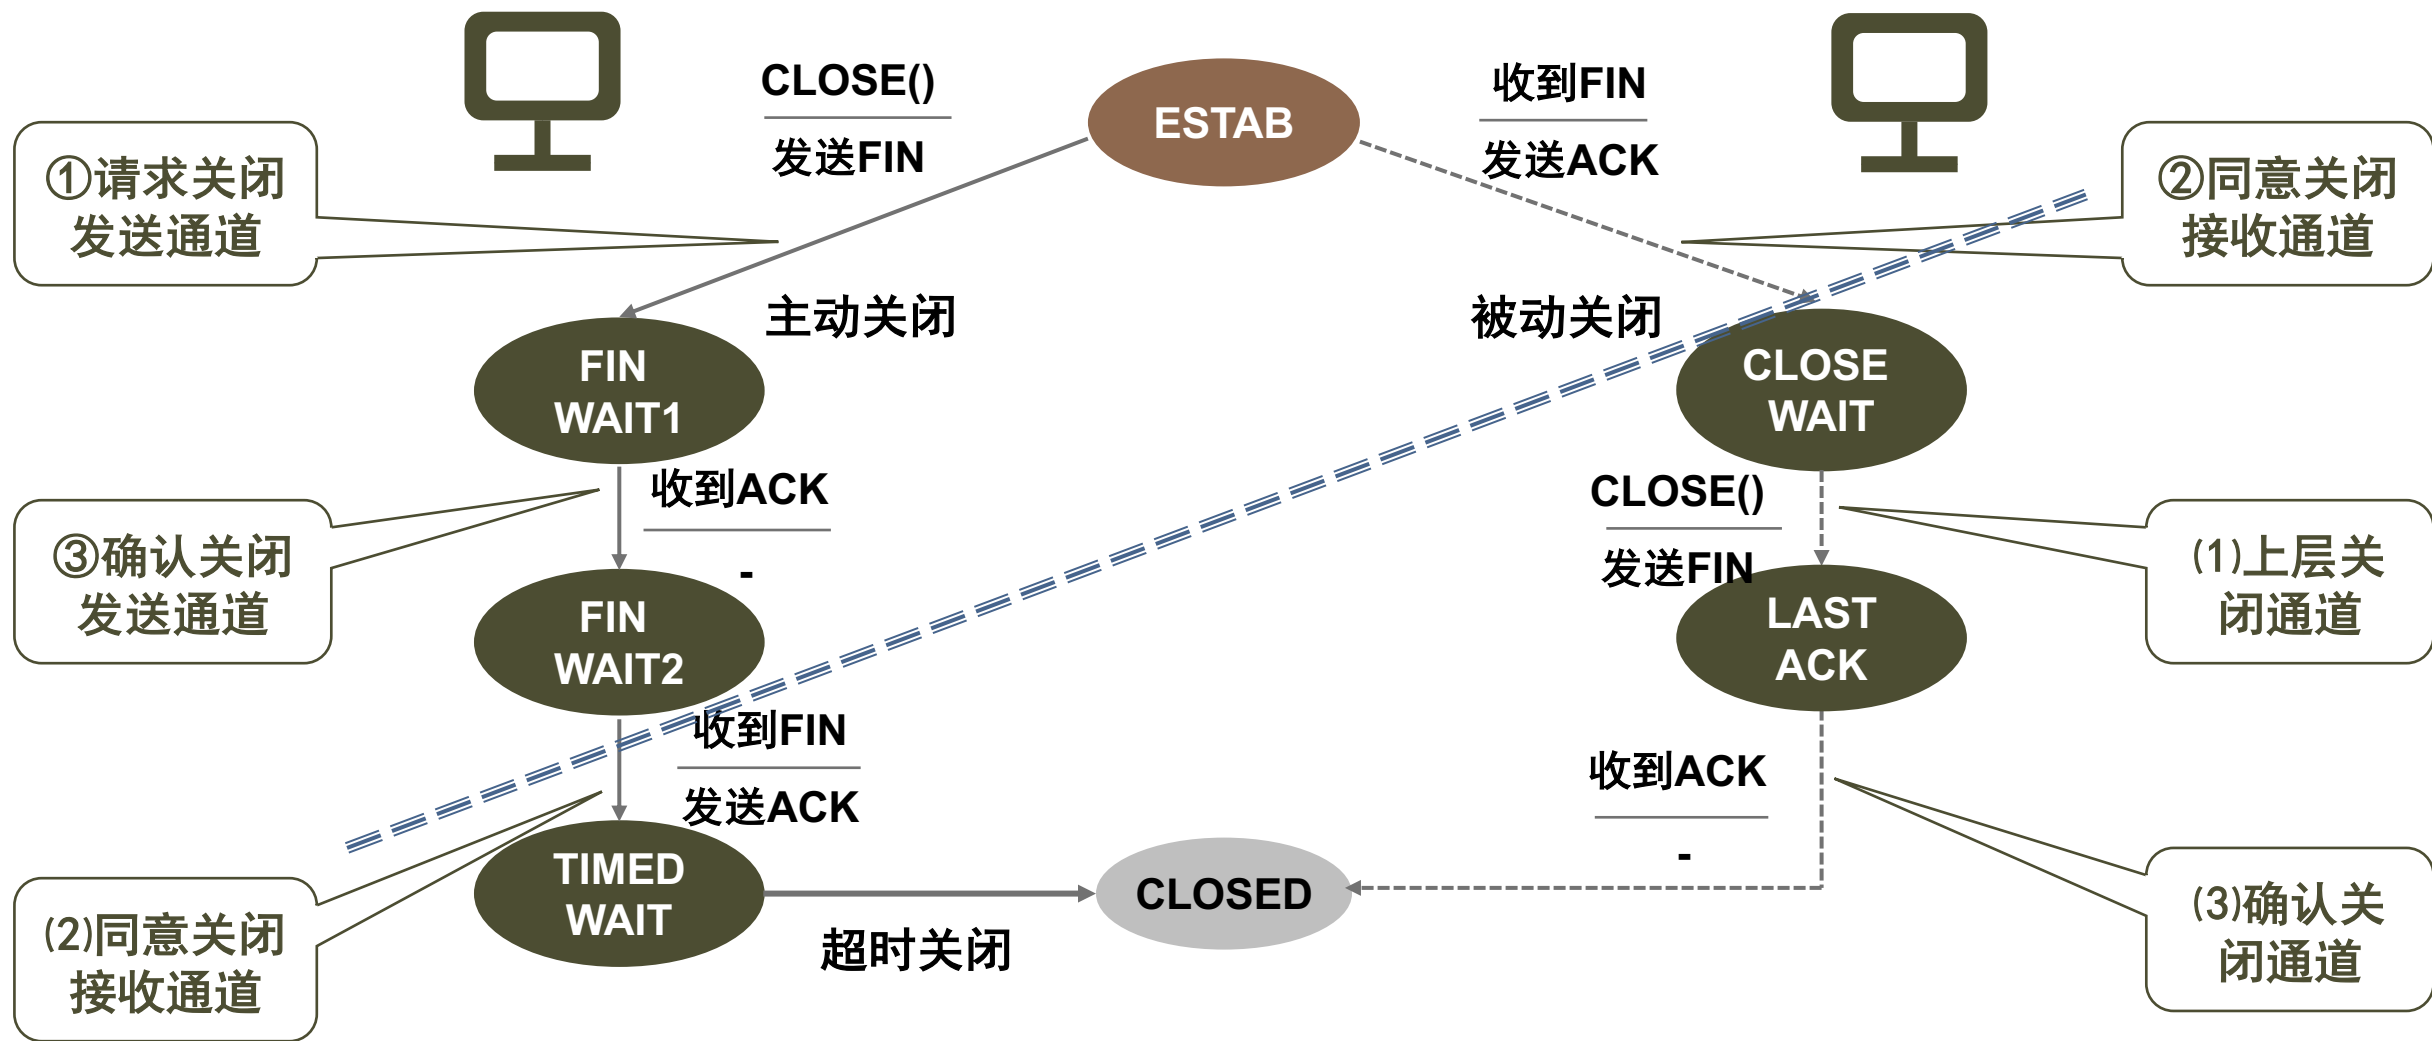 CLOSE()
发送FIN
ESTAB
收到FIN
发送ACK
①请求关闭
发送通道
②同意关闭
接收通道
主动关闭
被动关闭
FIN
WAIT1
CLOSE
WAIT
收到ACK
-
CLOSE()
发送FIN
③确认关闭
发送通道
(1)上层关
闭通道
FIN
WAIT2
LAST
ACK
收到FIN
发送ACK
收到ACK
-
TIMED
WAIT
CLOSED
超时关闭
(2)同意关闭
接收通道
(3)确认关
闭通道